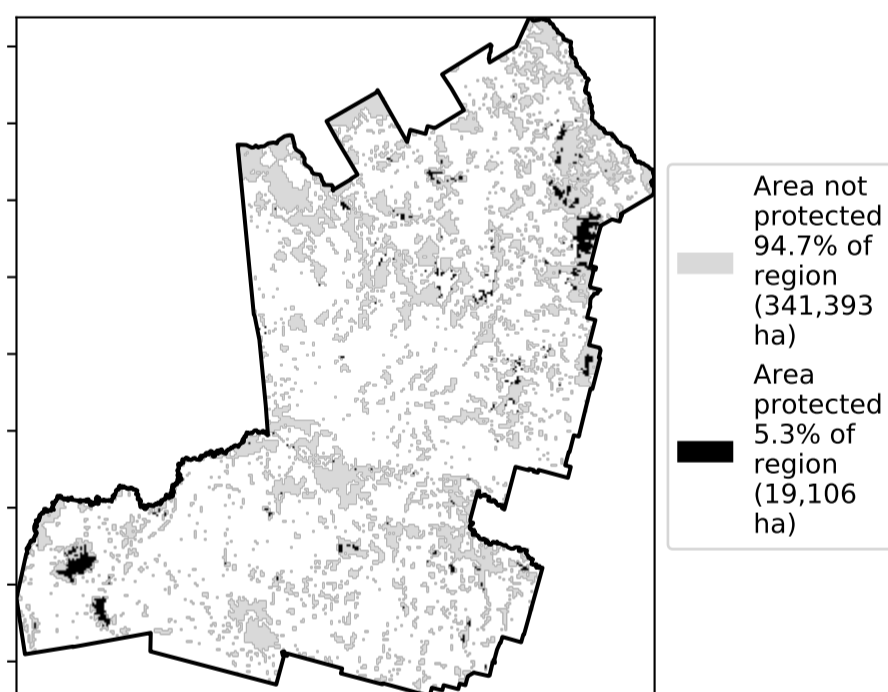 Area not
protected
94.7% of
region
(341,393
ha)
Area
protected
5.3% of
region
(19,106
ha)